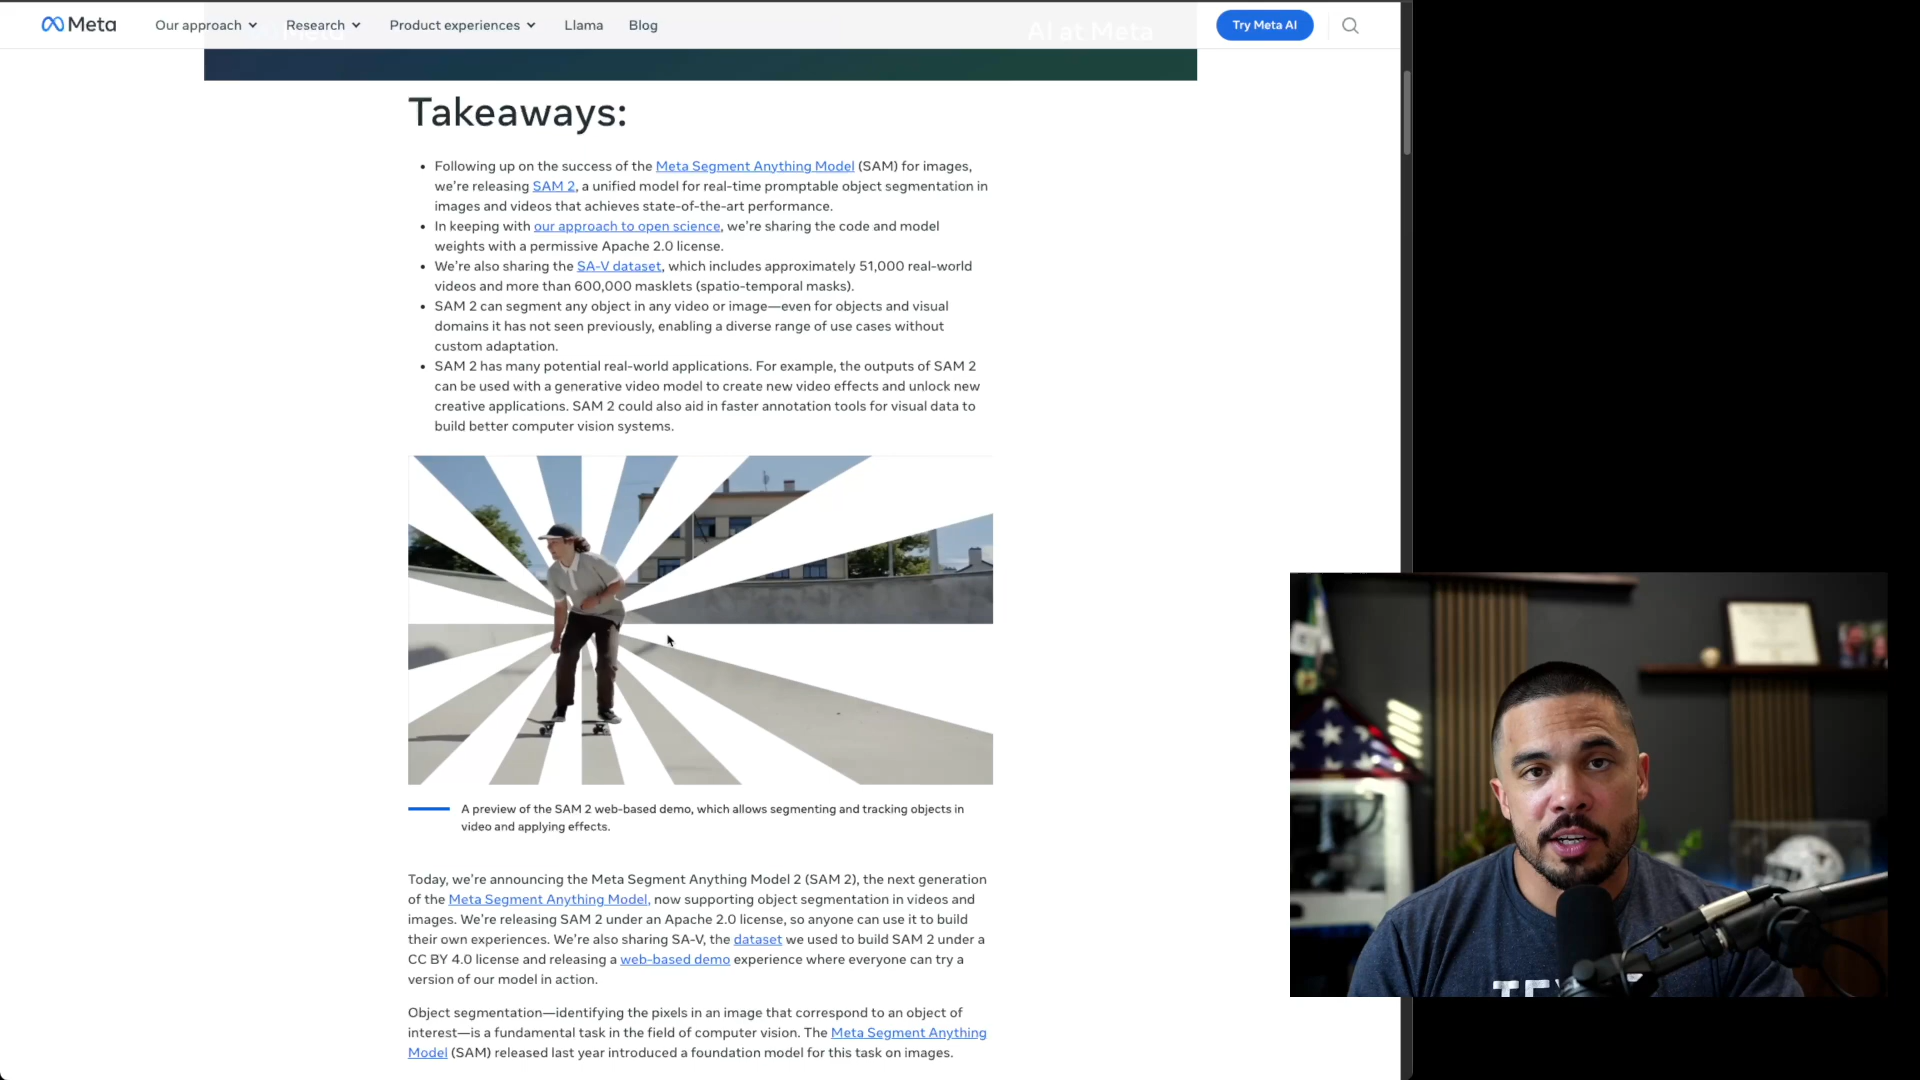 Meta
Our approach
Research
Product experiences
Llama
Blog
Try Meta AI
AI at Meta
Takeaways:
• Following up on the success of the Meta Segment Anything Model (SAM) for images,
we're releasing SAM 2, a unified model for real-time promptable object segmentation in
images and videos that achieves state-of-the-art performance.
• In keeping with our approach to open science, we're sharing the code and model
weights with a permissive Apache 2.0 license.
• We're also sharing the SA-V dataset, which includes approximately 51,000 real-world
videos and more than 600,000 masklets (spatio-temporal masks).
• SAM 2 can segment any object in any video or image—even for objects and visual
domains it has not seen previously, enabling a diverse range of use cases without
custom adaptation.
• SAM 2 has many potential real-world applications. For example, the outputs of SAM 2
can be used with a generative video model to create new video effects and unlock new
creative applications. SAM 2 could also aid in faster annotation tools for visual data to
build better computer vision systems.
A preview of the SAM 2 web-based demo, which allows segmenting and tracking objects in
video and applying effects.
Today, we're announcing the Meta Segment Anything Model 2 (SAM 2), the next generation
of the Meta Segment Anything Model, now supporting object segmentation in videos and
images. We're releasing SAM 2 under an Apache 2.0 license, so anyone can use it to build
their own experiences. We're also sharing SA-V, the dataset we used to build SAM 2 under a
CC BY 4.0 license and releasing a web-based demo experience where everyone can try a
version of our model in action.
Object segmentation—identifying the pixels in an image that correspond to an object of
interest—is a fundamental task in the field of computer vision. The Meta Segment Anything
Model (SAM) released last year introduced a foundation model for this task on images.